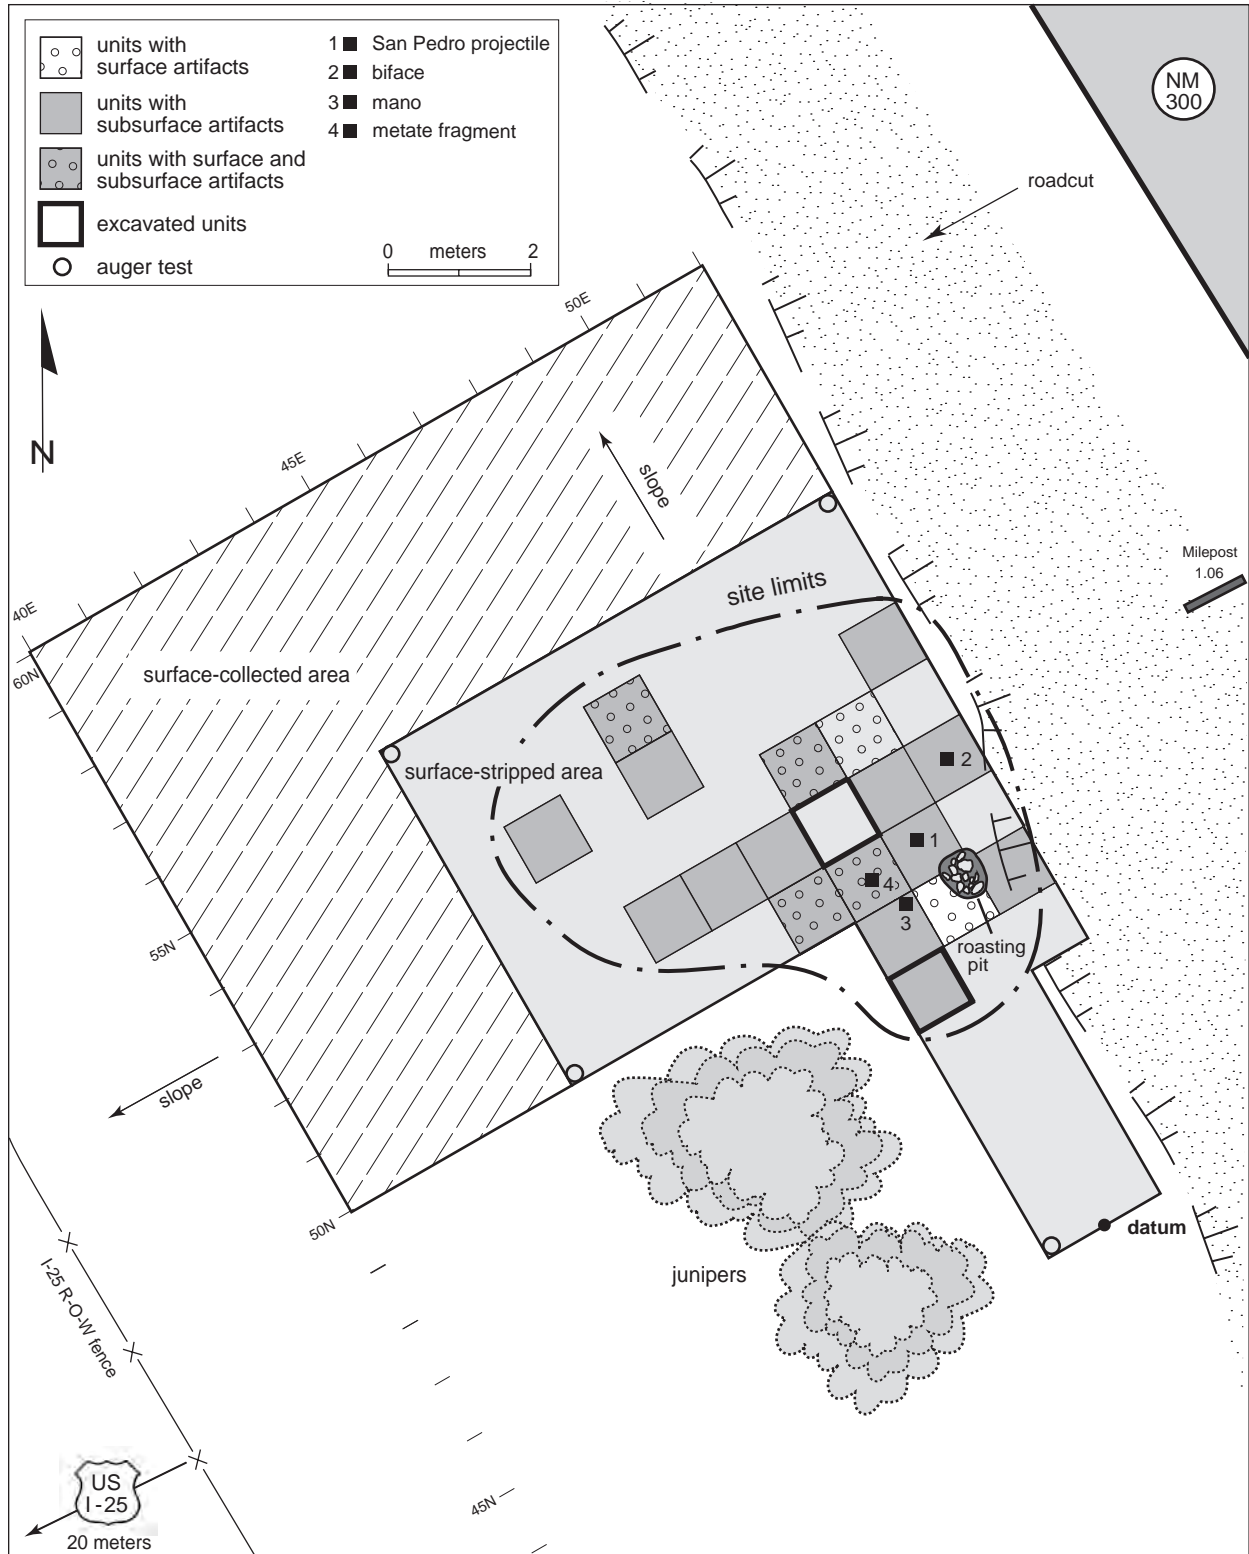 units with
surface artifacts
units with
subsurface artifacts
units with surface and
subsurface artifacts
excavated units
auger test
1 San Pedro projectile
2 biface
3 mano
4 metate fragment
0 meters 2
NM
300
roadcut
N
50E
45E
40E
60N
slope
Milepost
1.06
site limits
surface-collected area
surface-stripped area
2
1
4
3
roasting
pit
55N
slope
50N
datum
junipers
I-25 R-O-W fence
US
I-25
20 meters
45N